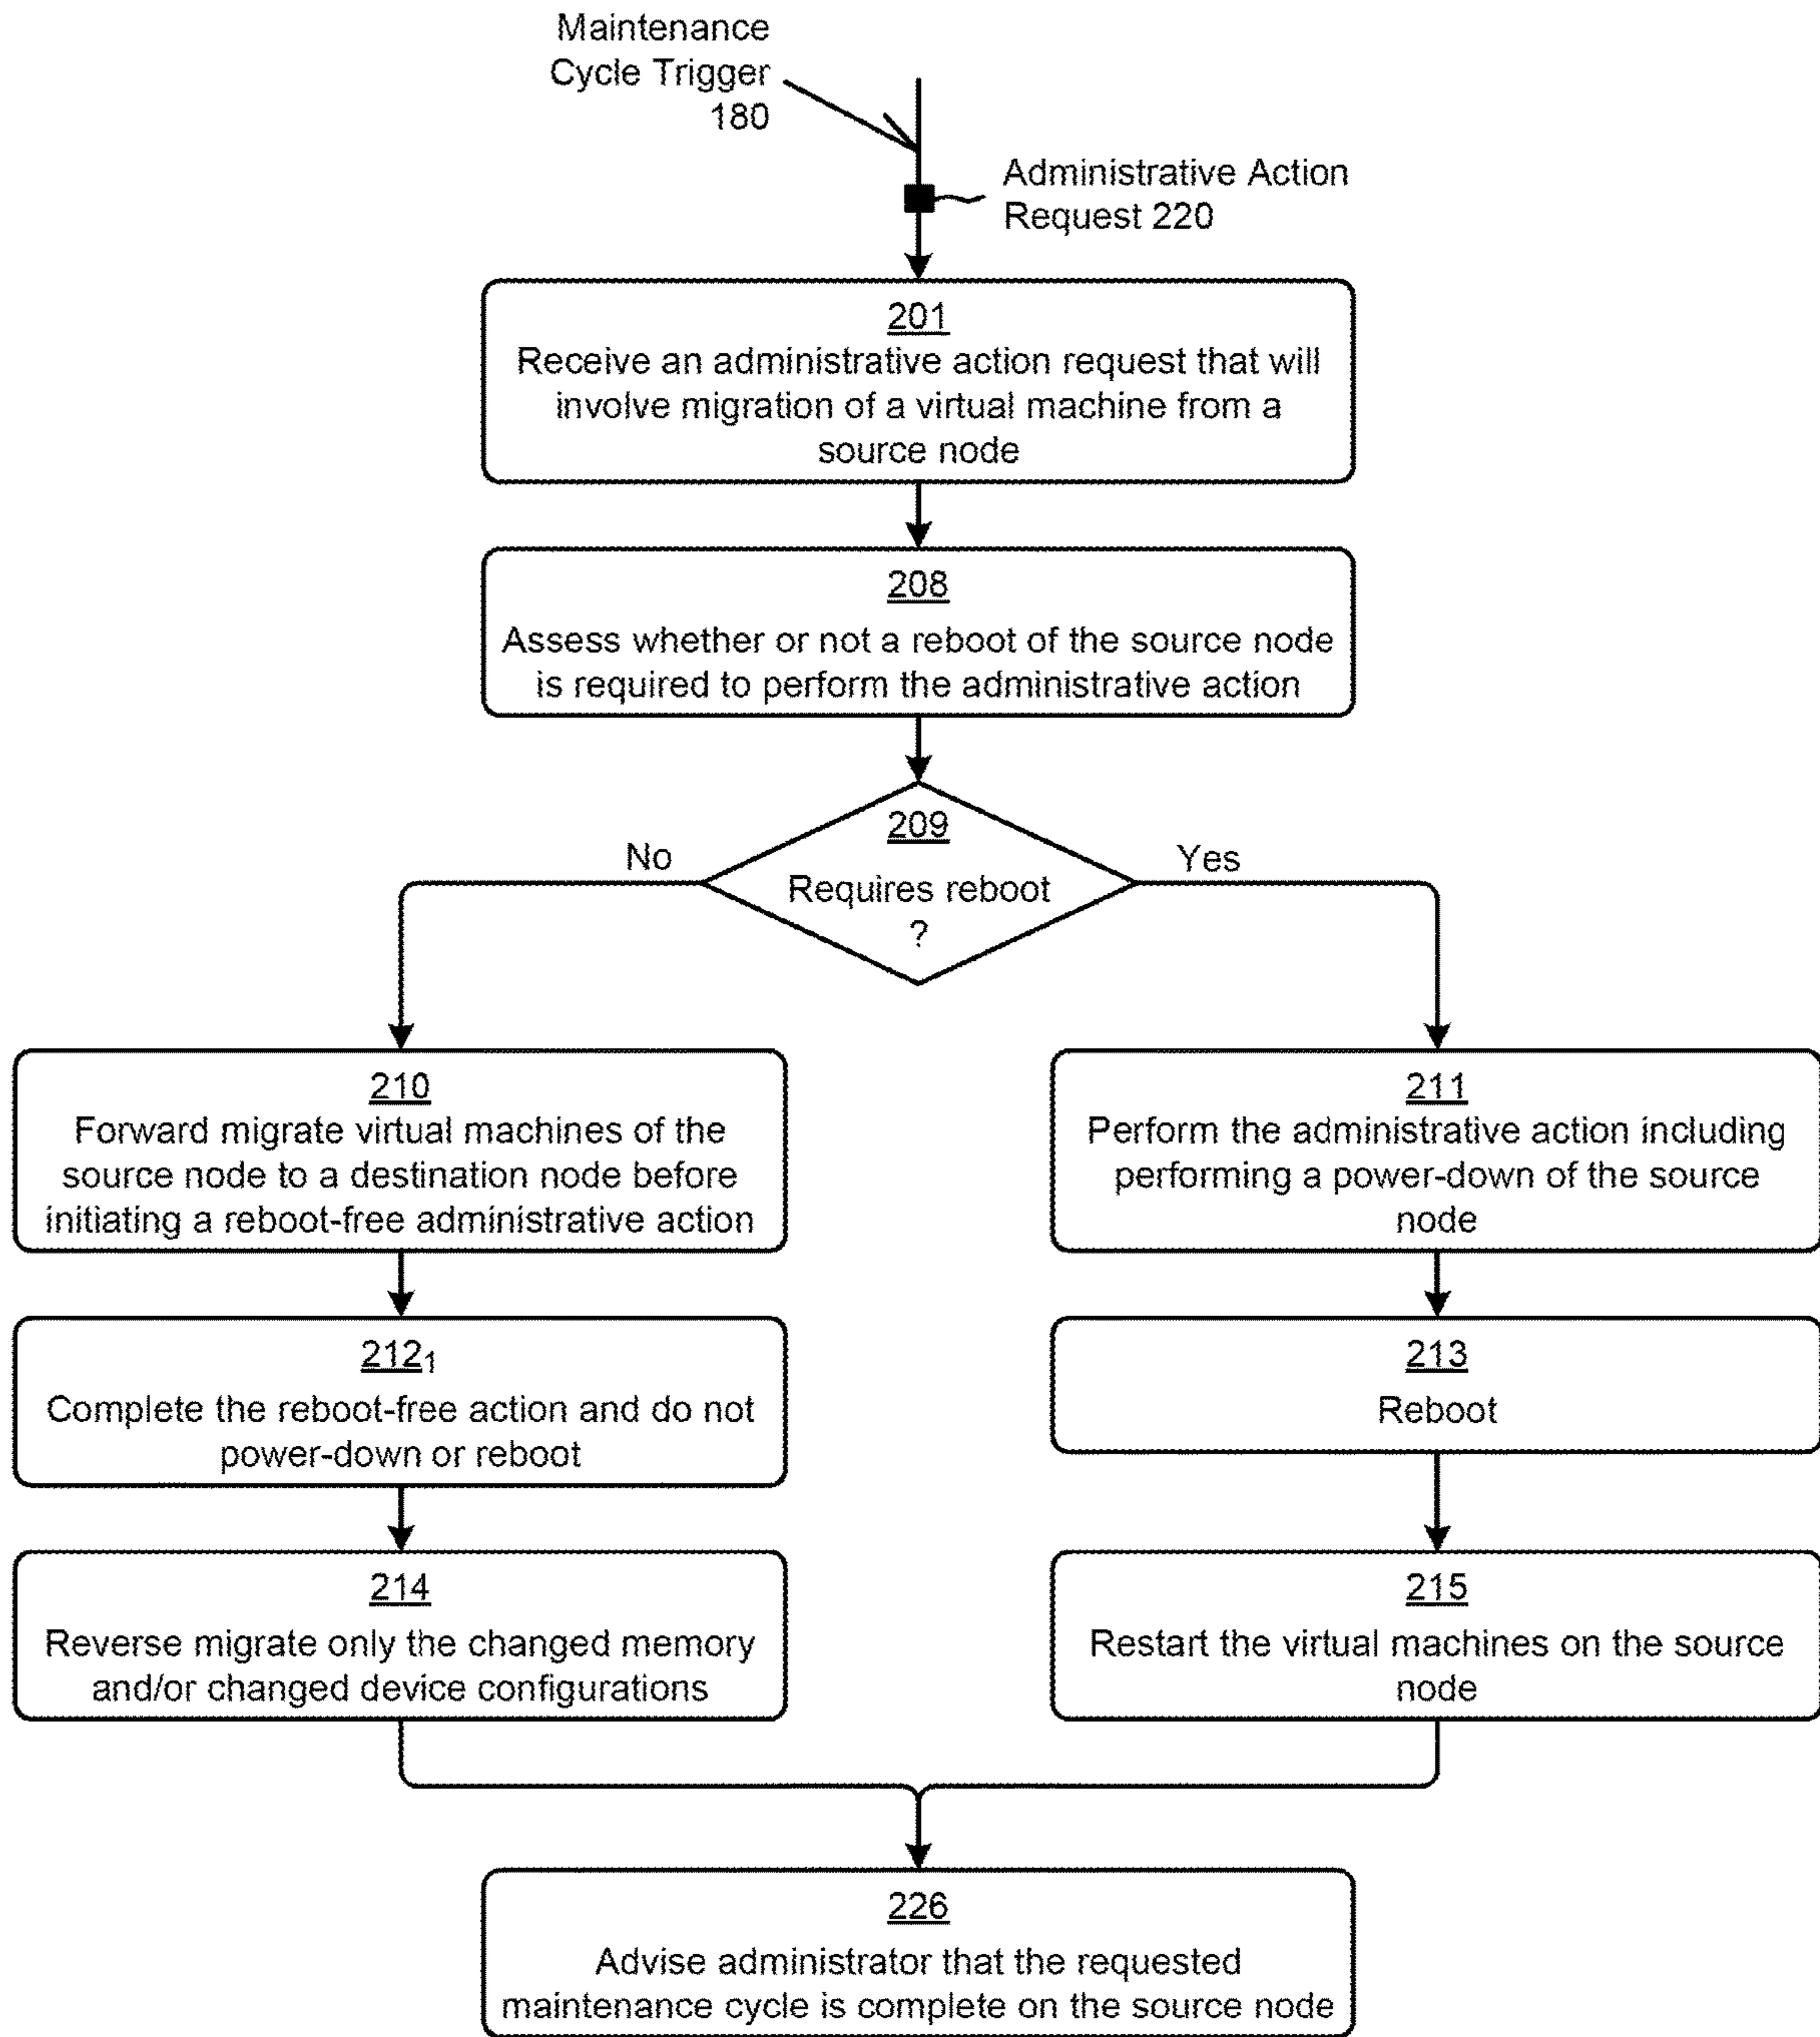 Maintenance
Cycle Trigger
180
Administrative Action
Request 220
201
Receive an administrative action request that will
involve migration of a virtual machine from a
source node
208
Assess whether or not a reboot of the source node
is required to perform the administrative action
209
Requires reboot
?
No
Yes
210
Forward migrate virtual machines of the
source node to a destination node before
initiating a reboot-free administrative action
211
Perform the administrative action including
performing a power-down of the source
node
212₁
Complete the reboot-free action and do not
power-down or reboot
213
Reboot
214
Reverse migrate only the changed memory
and/or changed device configurations
215
Restart the virtual machines on the source
node
226
Advise administrator that the requested
maintenance cycle is complete on the source node